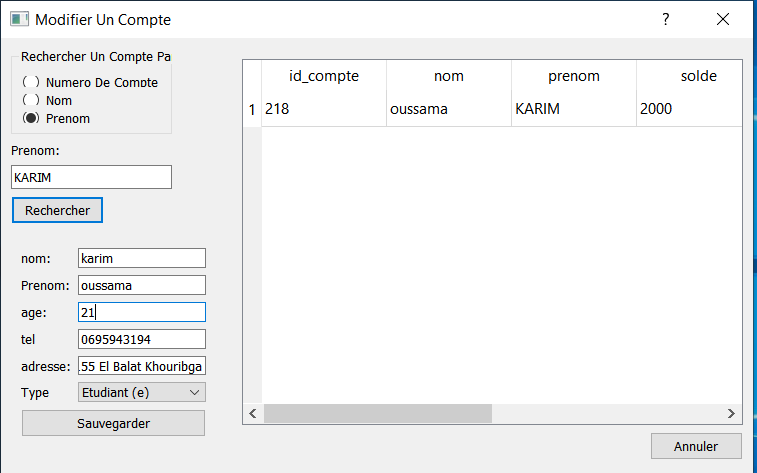 Modifier Un Compte
?
Rechercher Un Compte Pa
Numero De Compte
Nom
Prenom
Prenom:
KARIM
Rechercher
nom: karim
Prenom: oussama
age: 21
tel 0695943194
adresse: .55 El Balat Khouribga
Type Etudiant (e)
Sauvegarder
id_compte nom prenom solde
1 218 oussama KARIM 2000
Annuler